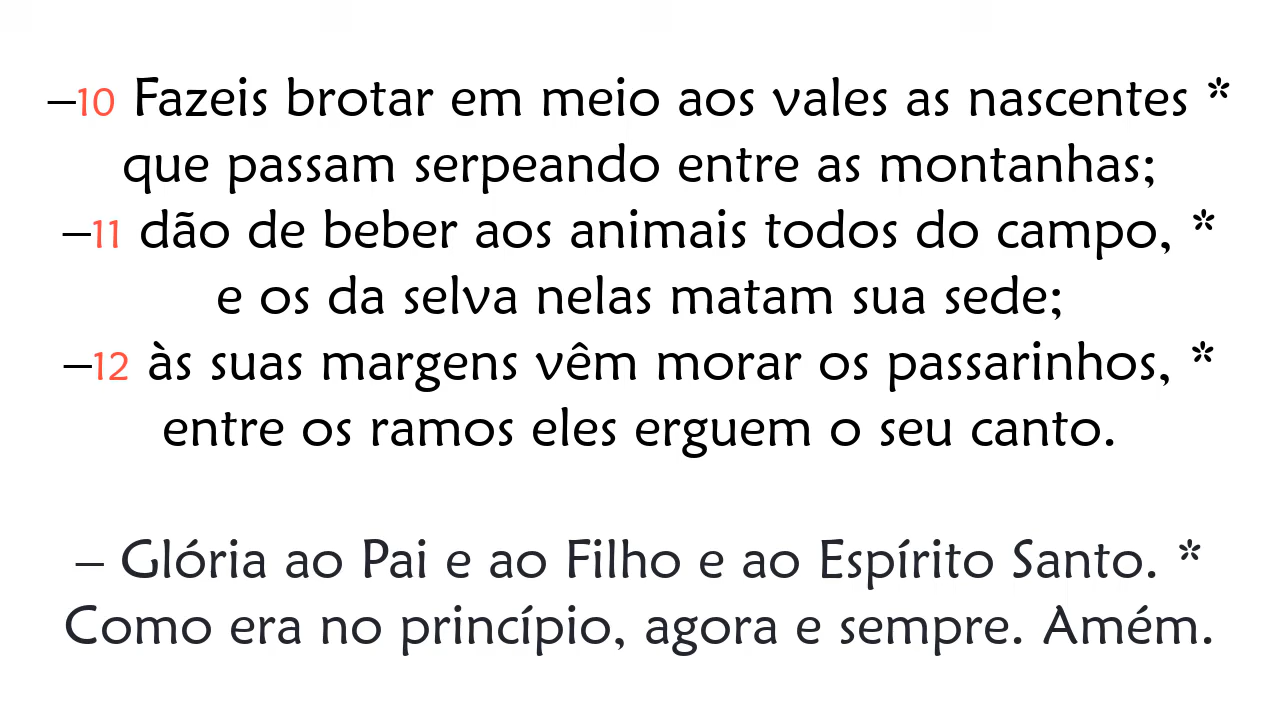 –10 Fazeis brotar em meio aos vales as nascentes *
que passam serpeando entre as montanhas;
–11 dão de beber aos animais todos do campo, *
e os da selva nelas matam sua sede;
–12 às suas margens vêm morar os passarinhos, *
entre os ramos eles erguem o seu canto.
– Glória ao Pai e ao Filho e ao Espírito Santo. *
Como era no princípio, agora e sempre. Amém.